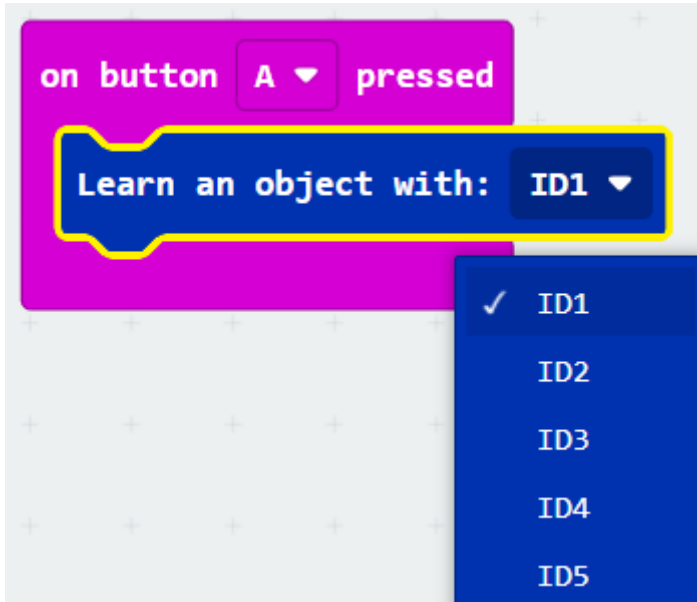 on button A pressed
Learn an object with: ID1
ID1
ID2
ID3
ID4
ID5